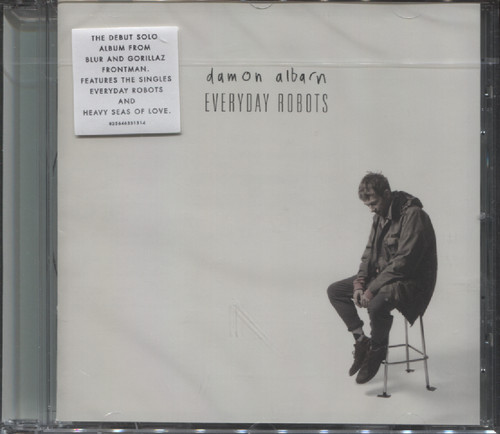 THE DEBUT SOLO
ALBUM FROM
BLUR AND GORILLAZ
FRONTMAN.
FEATURES THE SINGLES
EVERYDAY ROBOTS
AND
HEAVY SEAS OF LOVE.
damon albarn
EVERYDAY ROBOTS